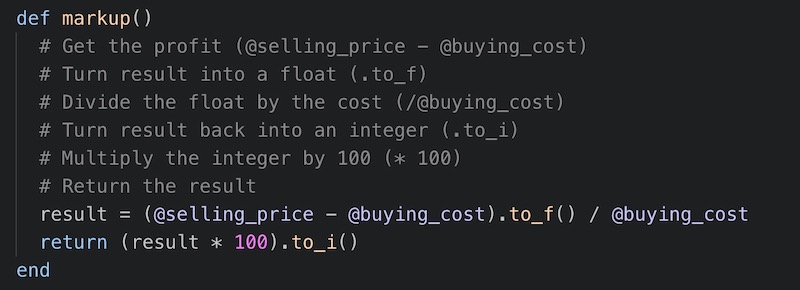 def markup()
# Get the profit (@selling_price - @buying_cost)
# Turn result into a float (.to_f)
# Divide the float by the cost (/@buying_cost)
# Turn result back into an integer (.to_i)
# Multiply the integer by 100 (* 100)
# Return the result
result = (@selling_price - @buying_cost).to_f() / @buying_cost
return (result * 100).to_i()
end